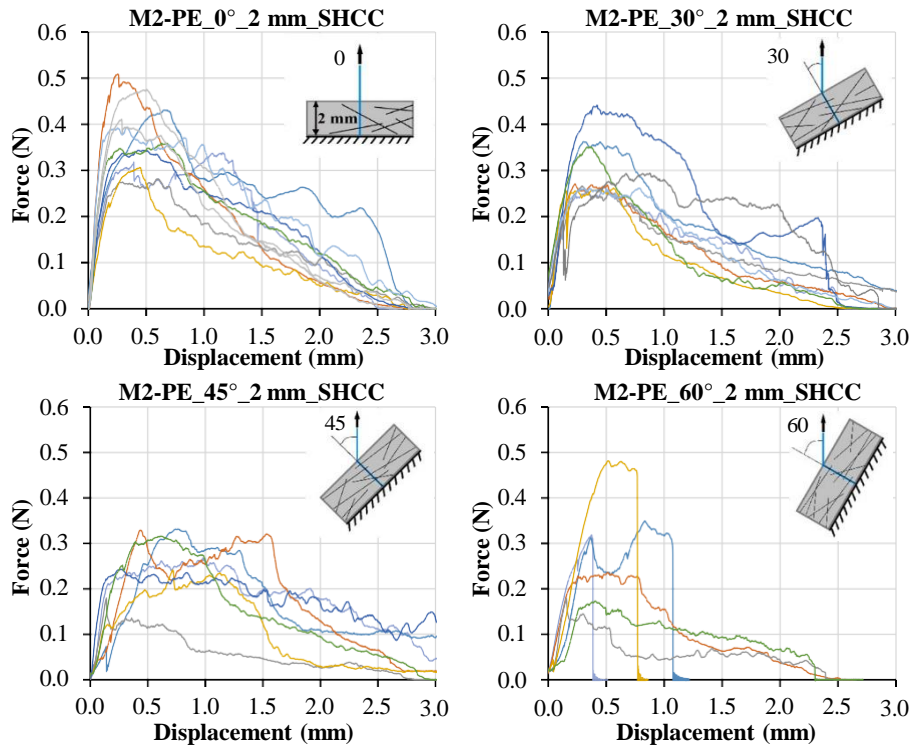 M2-PE_0°_2 mm_SHCC
0.6
0.5
0.4
0.3
0.2
0.1
0.0
Force (N)
0
2 mm
0.0 0.5 1.0 1.5 2.0 2.5 3.0
Displacement (mm)
M2-PE_30°_2 mm_SHCC
0.6
0.5
0.4
0.3
0.2
0.1
0.0
Force (N)
30
0.0 0.5 1.0 1.5 2.0 2.5 3.0
Displacement (mm)
M2-PE_45°_2 mm_SHCC
0.6
0.5
0.4
0.3
0.2
0.1
0.0
Force (N)
45
0.0 0.5 1.0 1.5 2.0 2.5 3.0
Displacement (mm)
M2-PE_60°_2 mm_SHCC
0.6
0.5
0.4
0.3
0.2
0.1
0.0
Force (N)
60
0.0 0.5 1.0 1.5 2.0 2.5 3.0
Displacement (mm)